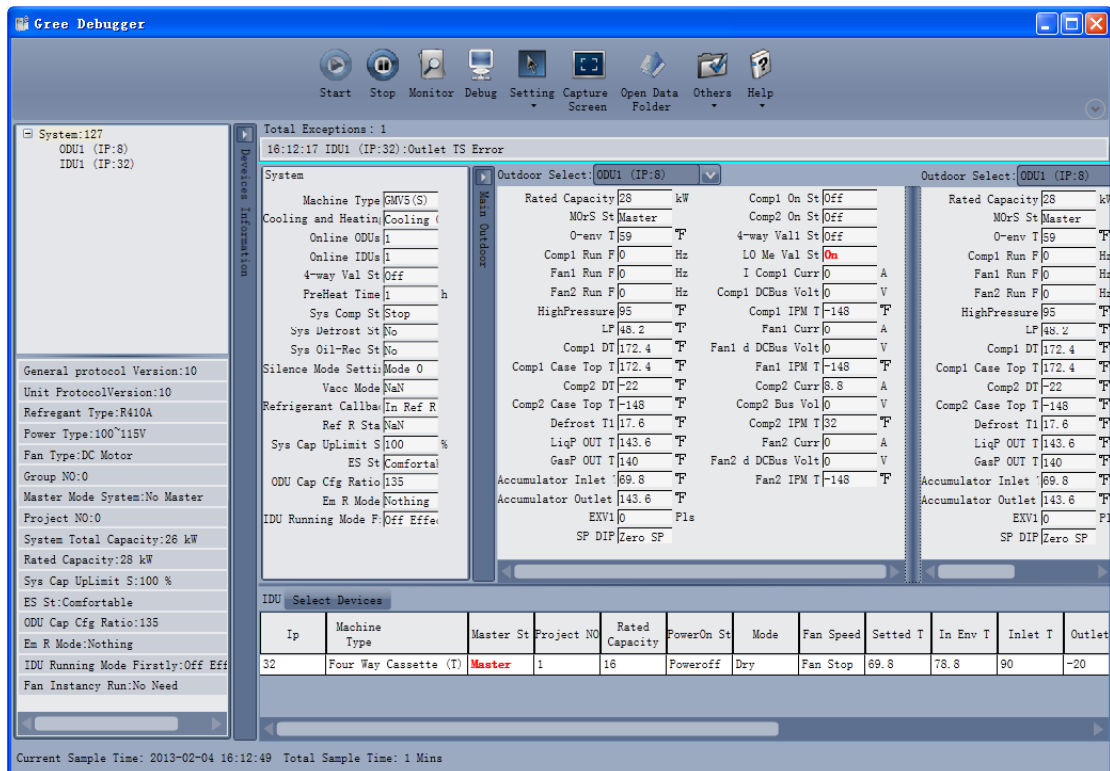 Gree Debugger
Start Stop Monitor Debug Setting Capture Screen Open Data Folder Others Help
System:127
ODU1 (IP:8)
IDU1 (IP:32)
Deveices Information
General protocol Version:10
Unit ProtocolVersion:10
Refregant Type:R410A
Power Type:100~115V
Fan Type:DC Motor
Group NO:0
Master Mode System:No Master
Project NO:0
System Total Capacity:26 kW
Rated Capacity:28 kW
Sys Cap UpLimit S:100 %
ES St:Comfortable
ODU Cap Cfg Ratio:135
Em R Mode:Nothing
IDU Running Mode Firstly:Off Eff
Fan Instancy Run:No Need
Total Exceptions: 1
16:12:17 IDU1 (IP:32):Outlet TS Error
System
Machine Type GMV5(S)
Cooling and Heatin Cooling
Online ODUs 1
Online IDUs 1
4-way Val St Off
PreHeat Time 1 h
Sys Comp St Stop
Sys Defrost St No
Sys Oil-Rec St No
Silence Mode Setti Mode 0
Vacc Mode NaN
Refrigerant Callba In Ref R
Ref R Sta NaN
Sys Cap UpLimit S 100 %
ES St Comforta
ODU Cap Cfg Ratio 135
Em R Mode Nothing
IDU Running Mode F Off Effe
Main Outdoor
Outdoor Select: ODU1 (IP:8)
Rated Capacity 28 kW
MOrS St Master
O-env T 59 ℉
Comp1 Run F 0 Hz
Fan1 Run F 0 Hz
Fan2 Run F 0 Hz
HighPressure 95 ℉
LP 48.2 ℉
Comp1 DT 172.4 ℉
Comp1 Case Top T 172.4 ℉
Comp2 DT -22 ℉
Comp2 Case Top T -148 ℉
Defrost T1 17.6 ℉
LiqP OUT T 143.6 ℉
GasP OUT T 140 ℉
Accumulator Inlet 69.8 ℉
Accumulator Outlet 143.6 ℉
EXV1 0 Pls
SP DIP Zero SP
Comp1 On St Off
Comp2 On St Off
4-way Val1 St Off
LO Me Val St On
I Comp1 Curr 0 A
Comp1 DCBus Volt 0 V
Comp1 IPM T -148 ℉
Fan1 Curr 0 A
Fan1 d DCBus Volt 0 V
Fan1 IPM T -148 ℉
Comp2 Curr 8.8 A
Comp2 Bus Vol 0 V
Comp2 IPM T 32 ℉
Fan2 Curr 0 A
Fan2 d DCBus Volt 0 V
Fan2 IPM T -148 ℉
Outdoor Select: ODU1 (IP:8)
Rated Capacity 28 kW
MOrS St Master
O-env T 59 ℉
Comp1 Run F 0 Hz
Fan1 Run F 0 Hz
Fan2 Run F 0 Hz
HighPressure 95 ℉
LP 48.2 ℉
Comp1 DT 172.4 ℉
Comp1 Case Top T 172.4 ℉
Comp2 DT -22 ℉
Comp2 Case Top T -148 ℉
Defrost T1 17.6 ℉
LiqP OUT T 143.6 ℉
GasP OUT T 140 ℉
Accumulator Inlet 69.8 ℉
Accumulator Outlet 143.6 ℉
EXV1 0 Pl
SP DIP Zero SP
IDU Select Devices
Ip Machine Type Master St Project NO Rated Capacity PowerOn St Mode Fan Speed Setted T In Env T Inlet T Outlet
32 Four Way Cassette (T) Master 1 16 Poweroff Dry Fan Stop 69.8 78.8 90 -20
Current Sample Time: 2013-02-04 16:12:49 Total Sample Time: 1 Mins